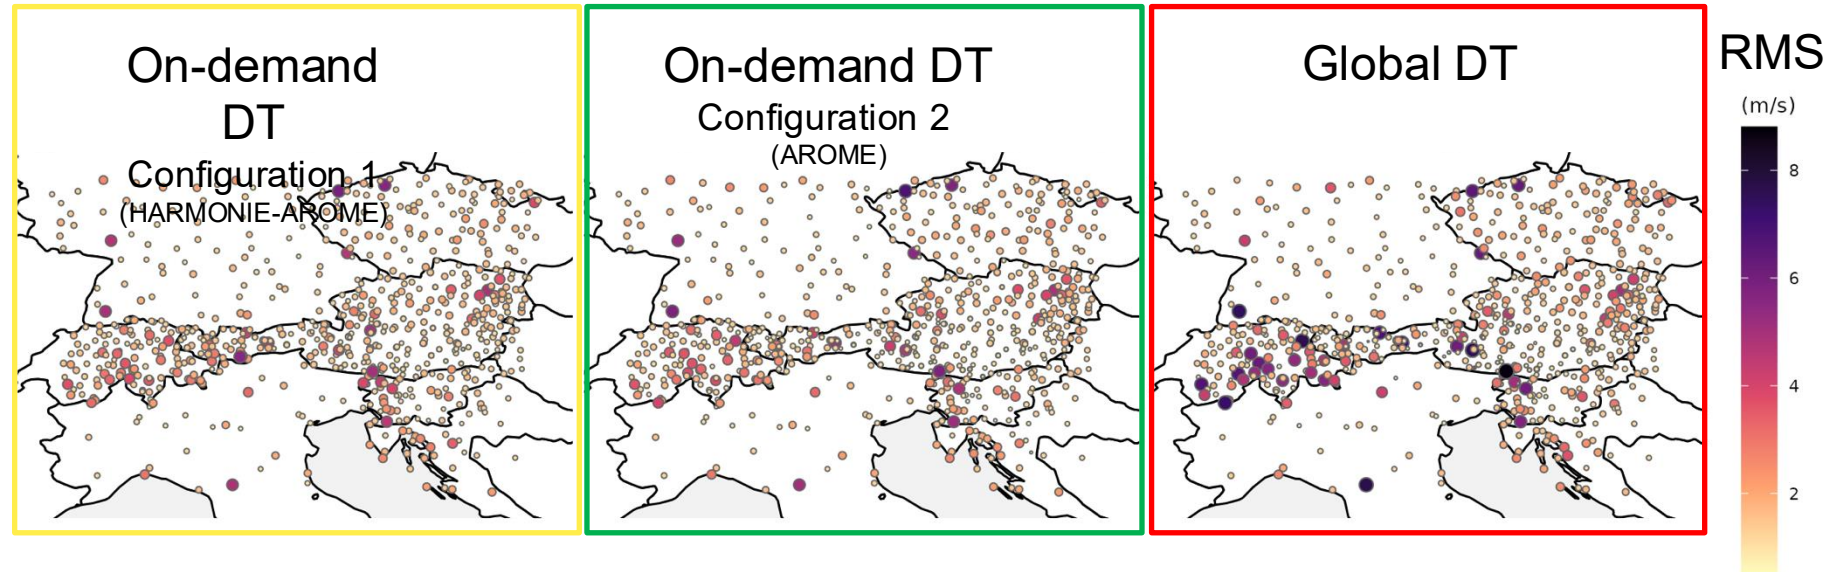 On-demand
DT
Configuration 1
(HARMONIE-AROME)
On-demand DT
Configuration 2
(AROME)
Global DT
RMS
(m/s)
8
6
4
2